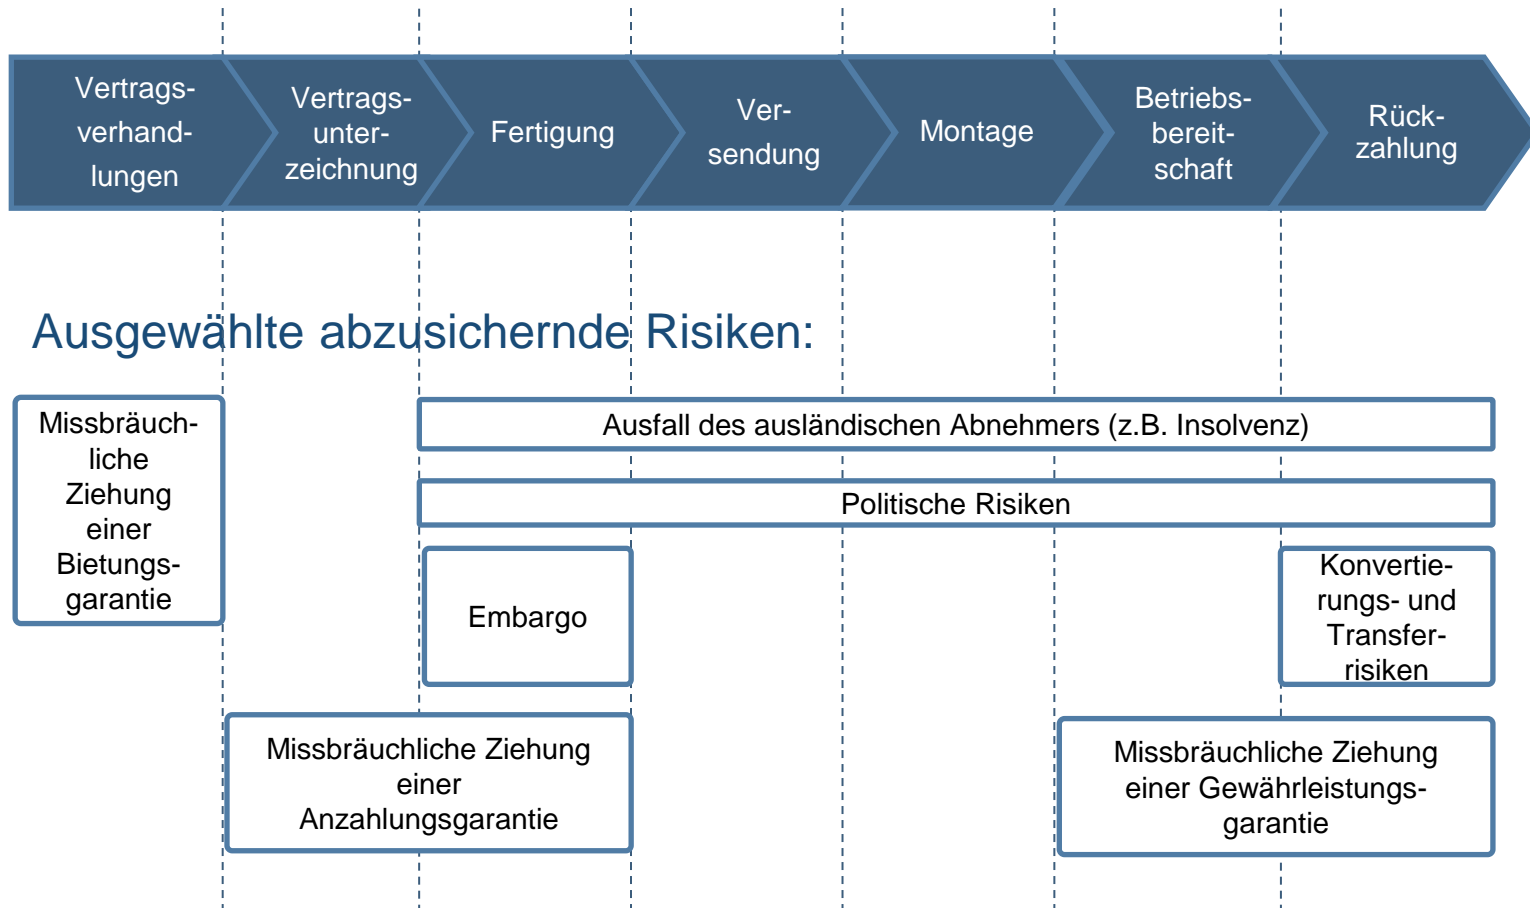 Vertrags-
verhand-
lungen
Vertrags-
unter-
zeichnung
Fertigung
Ver-
sendung
Montage
Betriebs-
bereit-
schaft
Rück-
zahlung
Ausgewählte abzusichernde Risiken:
Missbräuch-
liche
Ziehung
einer
Bietungs-
garantie
Ausfall des ausländischen Abnehmers (z.B. Insolvenz)
Politische Risiken
Embargo
Konvertie-
rungs- und
Transfer-
risiken
Missbräuchliche Ziehung
einer
Anzahlungsgarantie
Missbräuchliche Ziehung
einer Gewährleistungs-
garantie